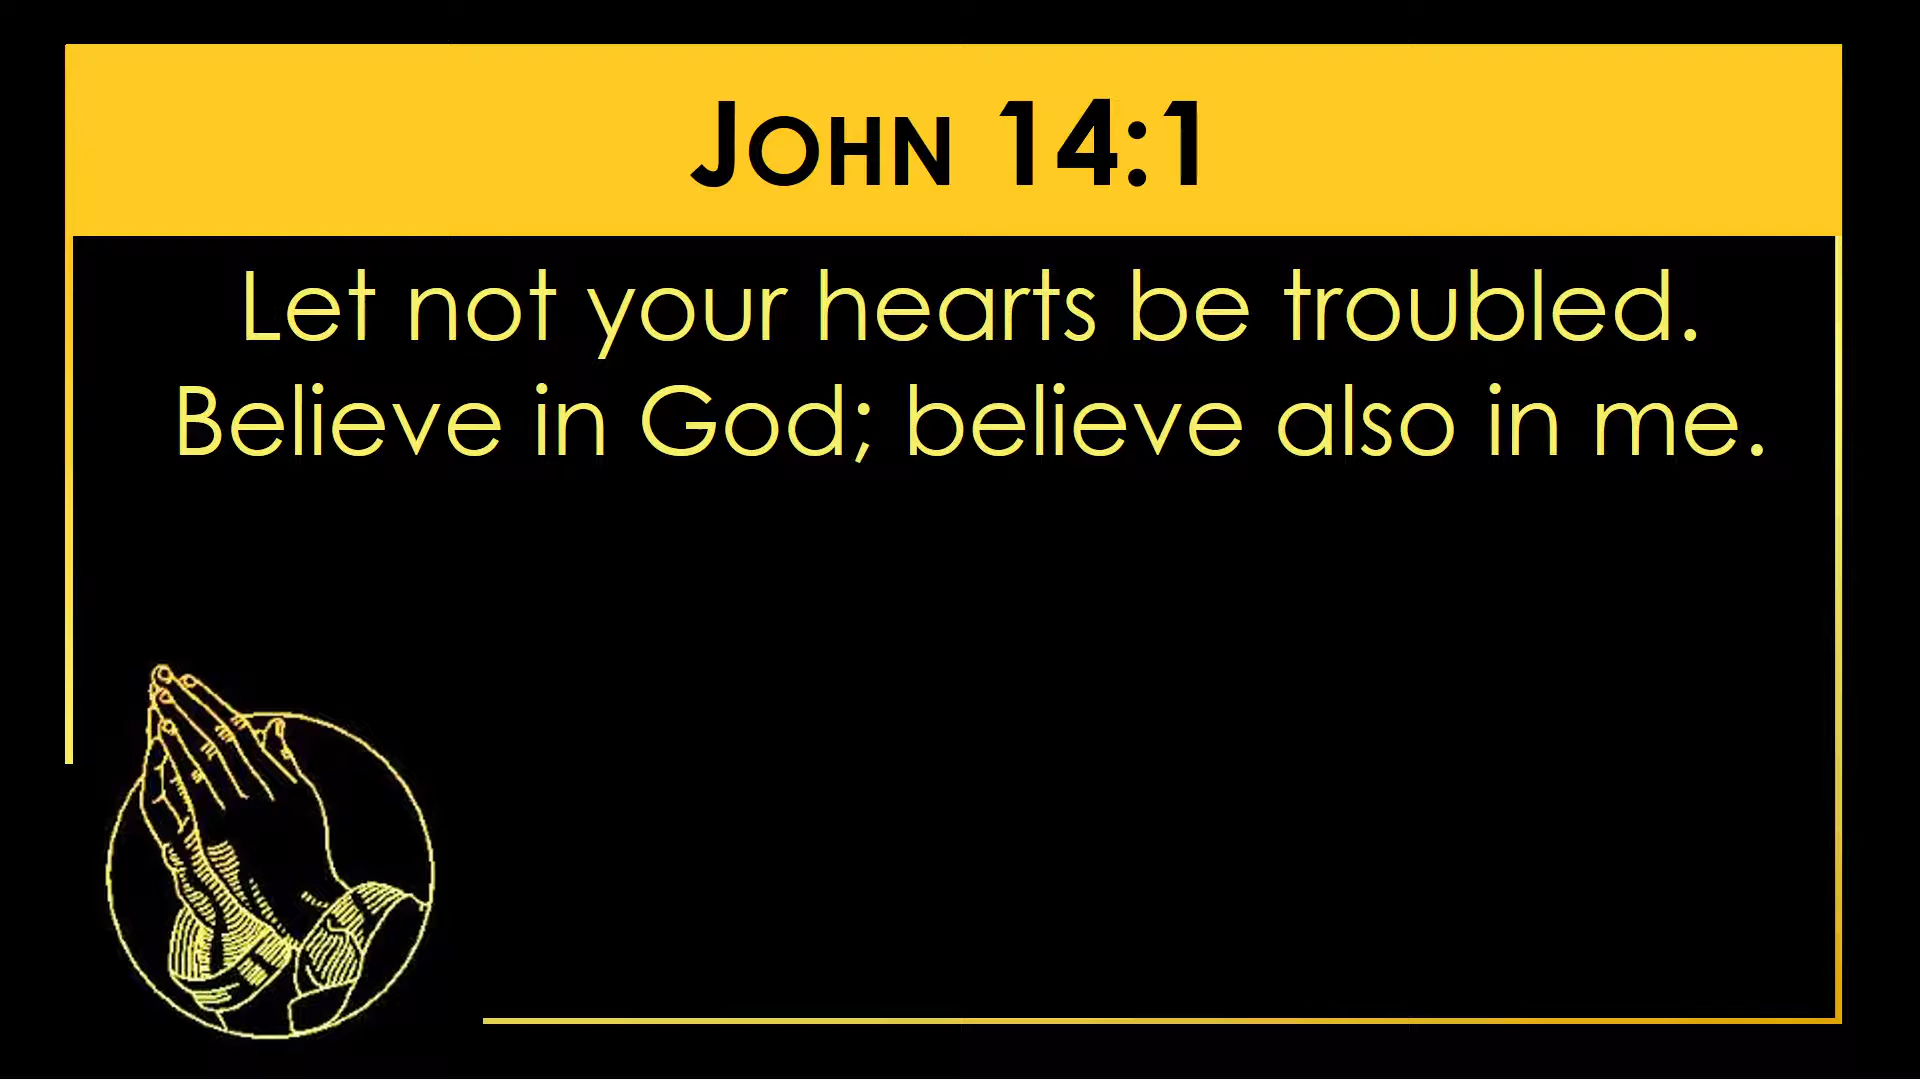 John 14:1
Let not your hearts be troubled.
Believe in God; believe also in me.